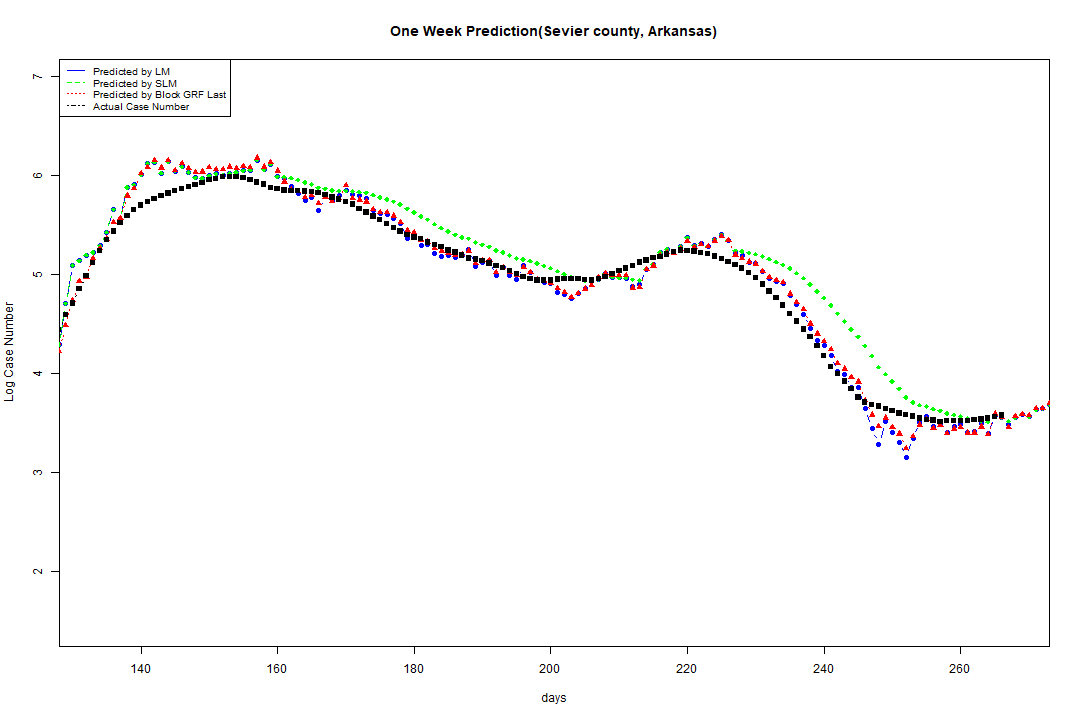 One Week Prediction(Sevier county, Arkansas)
Predicted by LM
Predicted by SLM
Predicted by Block GRF Last
Actual Case Number
7
6
5
4
3
2
Log Case Number
140 160 180 200 220 240 260
days